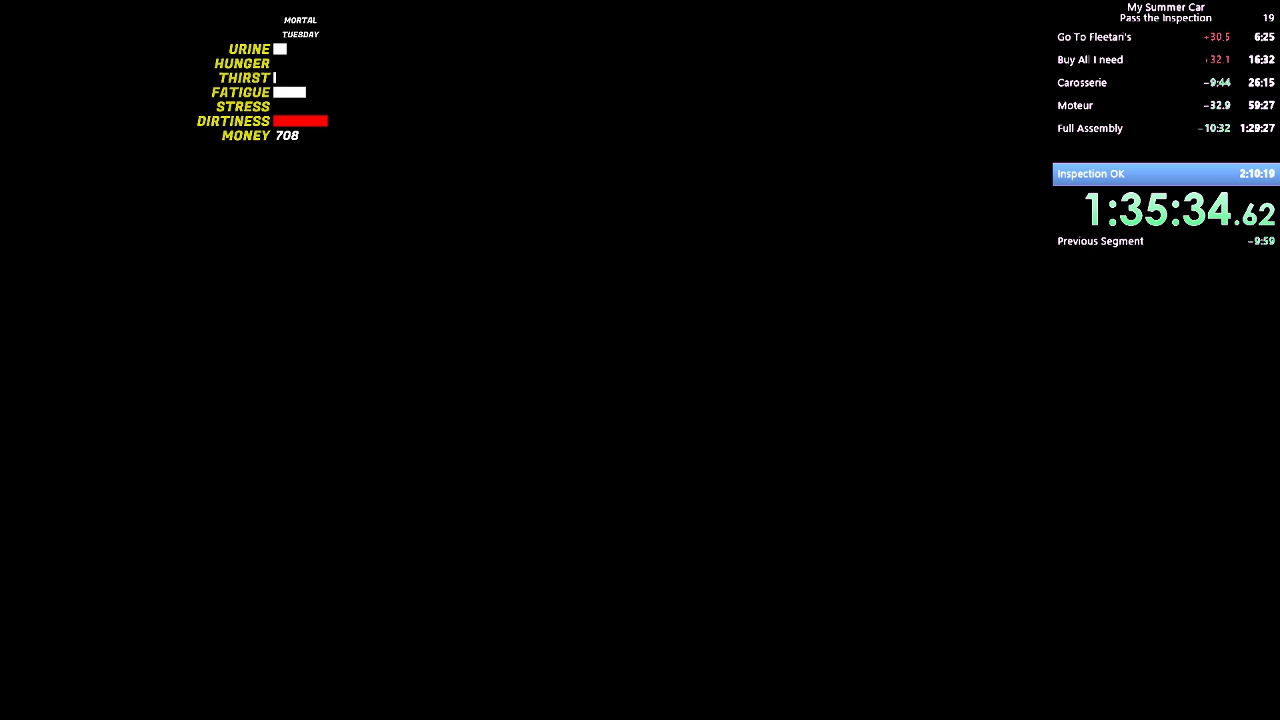 MORTAL
TUESDAY
URINE
HUNGER
THIRST
FATIGUE
STRESS
DIRTINESS
MONEY 708
My Summer Car
Pass the Inspection 19
Go To Fleetari's +30.5 6:25
Buy All I need +32.1 16:32
Carosserie -9:44 26:15
Moteur -32.9 59:27
Full Assembly -10:32 1:29:27
Inspection OK 2:10:19
1:35:34.62
Previous Segment -9:59